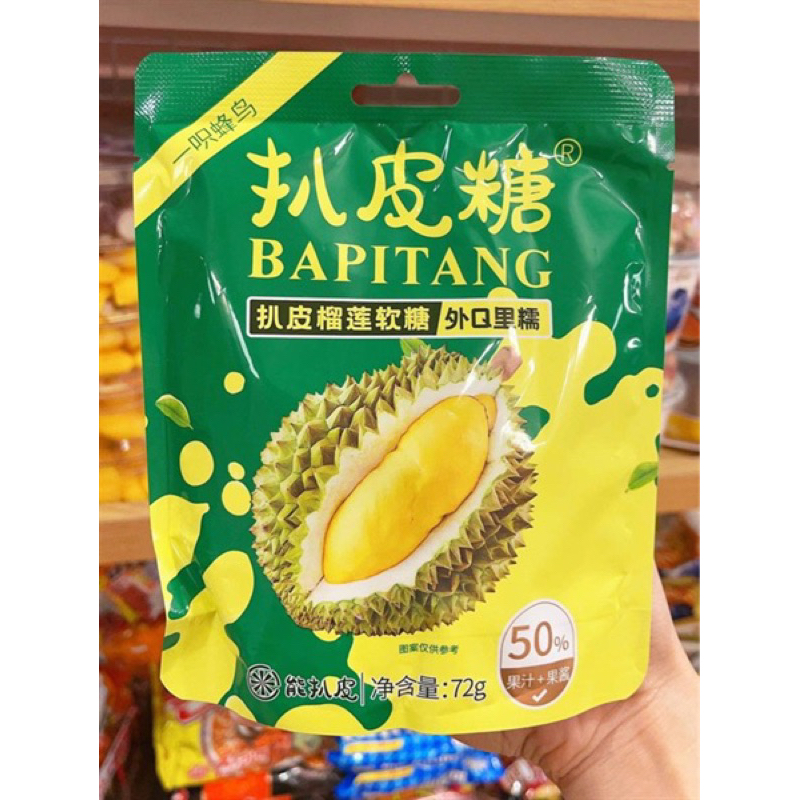 一呎蜂鸟
扒皮糖®
BAPITANG
扒皮榴莲软糖 外Q里糯
图案仅供参考
50%
果汁+果酱
能扒皮 净含量:72g